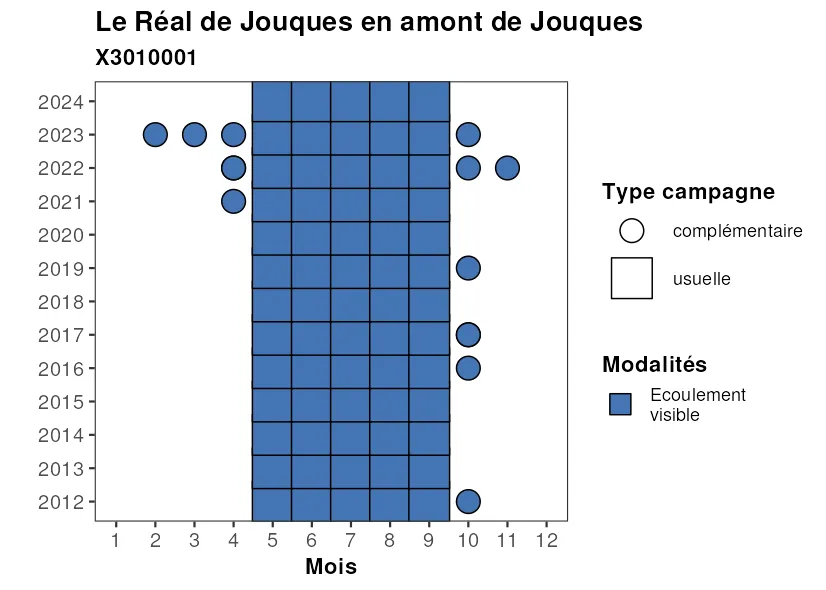 Le Réal de Jouques en amont de Jouques
X3010001
2024
2023
2022
2021
2020
2019
2018
2017
2016
2015
2014
2013
2012
1 2 3 4 5 6 7 8 9 10 11 12
Mois
Type campagne
complémentaire
usuelle
Modalités
Ecoulement
visible